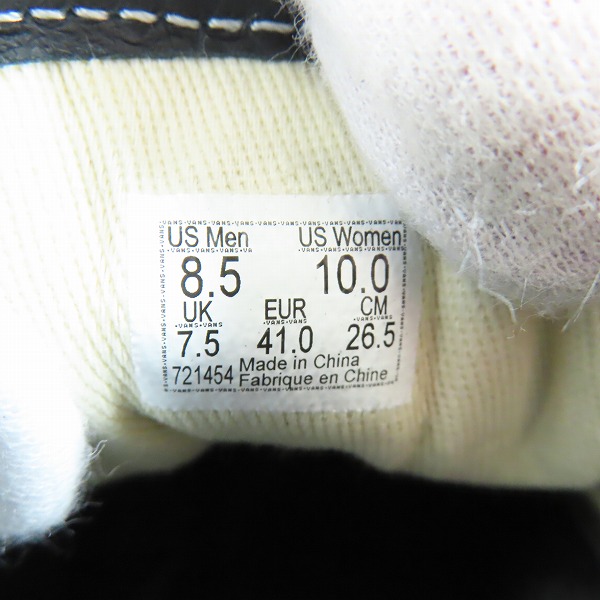 US Men US Women
8.5 10.0
UK EUR CM
7.5 41.0 26.5
721454 Made in China
Fabrique en Chine